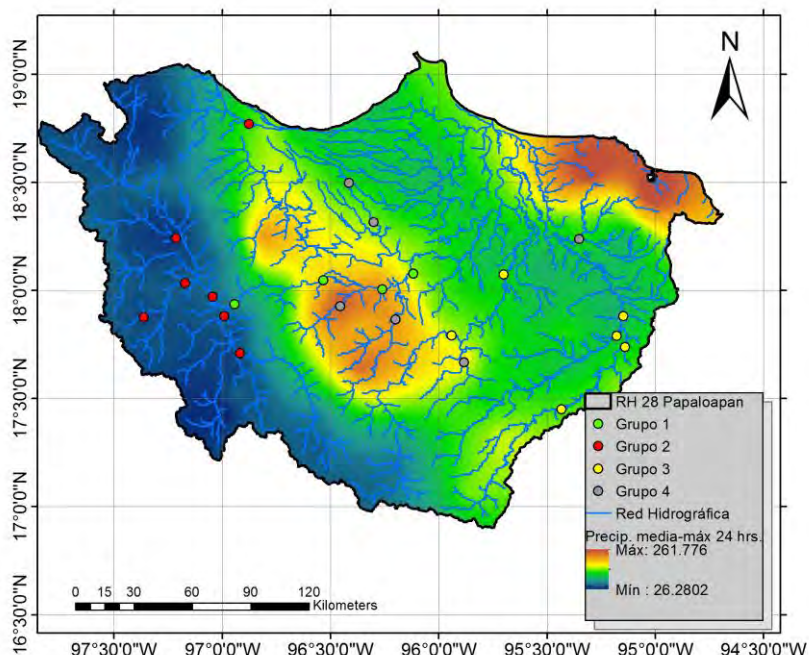 N
19°0'0"N
18°30'0"N
18°0'0"N
17°30'0"N
17°0'0"N
16°30'0"N
RH 28 Papaloapan
Grupo 1
Grupo 2
Grupo 3
Grupo 4
Red Hidrográfica
Precip. media-máx 24 hrs.
Máx: 261.776
Mín : 26.2802
0 15 30 60 90 120
Kilometers
97°30'0"W 97°0'0"W 96°30'0"W 96°0'0"W 95°30'0"W 95°0'0"W 94°30'0"W